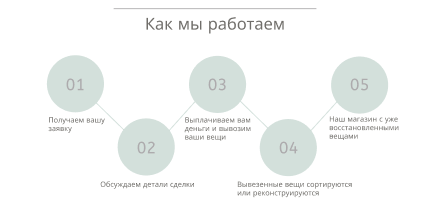 Как мы работаем
01
Получаем вашу
заявку
02
Обсуждаем детали сделки
03
Выплачиваем вам
деньги и вывозим
ваши вещи
04
Вывезенные вещи сортируются
или реконструируются
05
Наш магазин с уже
восстановленными
вещами